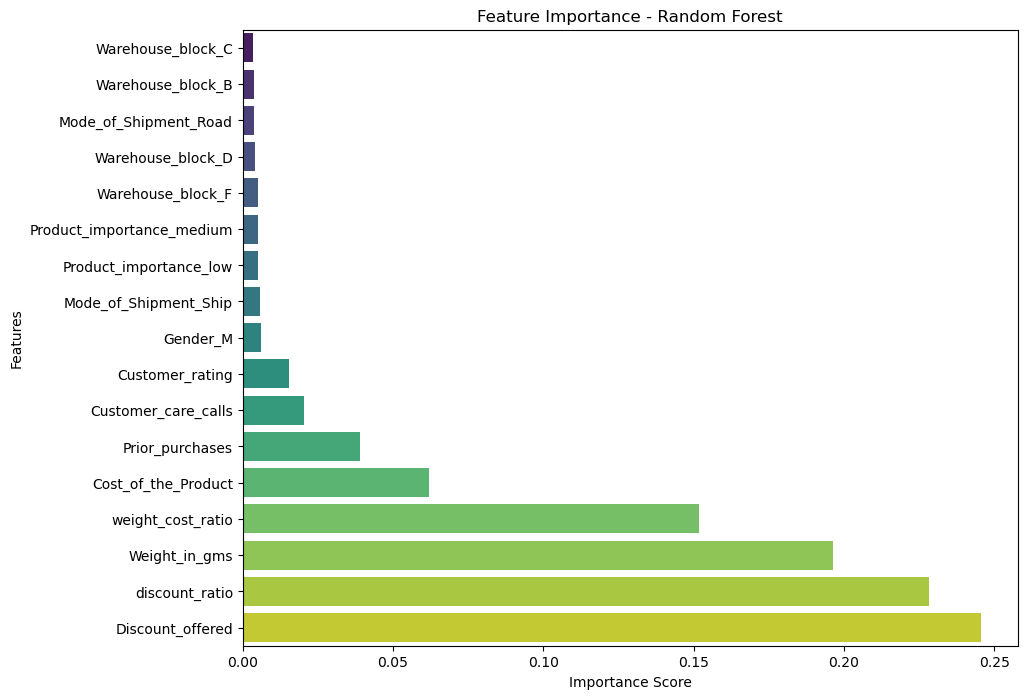 Feature Importance - Random Forest
Features
Warehouse_block_C
Warehouse_block_B
Mode_of_Shipment_Road
Warehouse_block_D
Warehouse_block_F
Product_importance_medium
Product_importance_low
Mode_of_Shipment_Ship
Gender_M
Customer_rating
Customer_care_calls
Prior_purchases
Cost_of_the_Product
weight_cost_ratio
Weight_in_gms
discount_ratio
Discount_offered
0.00 0.05 0.10 0.15 0.20 0.25
Importance Score